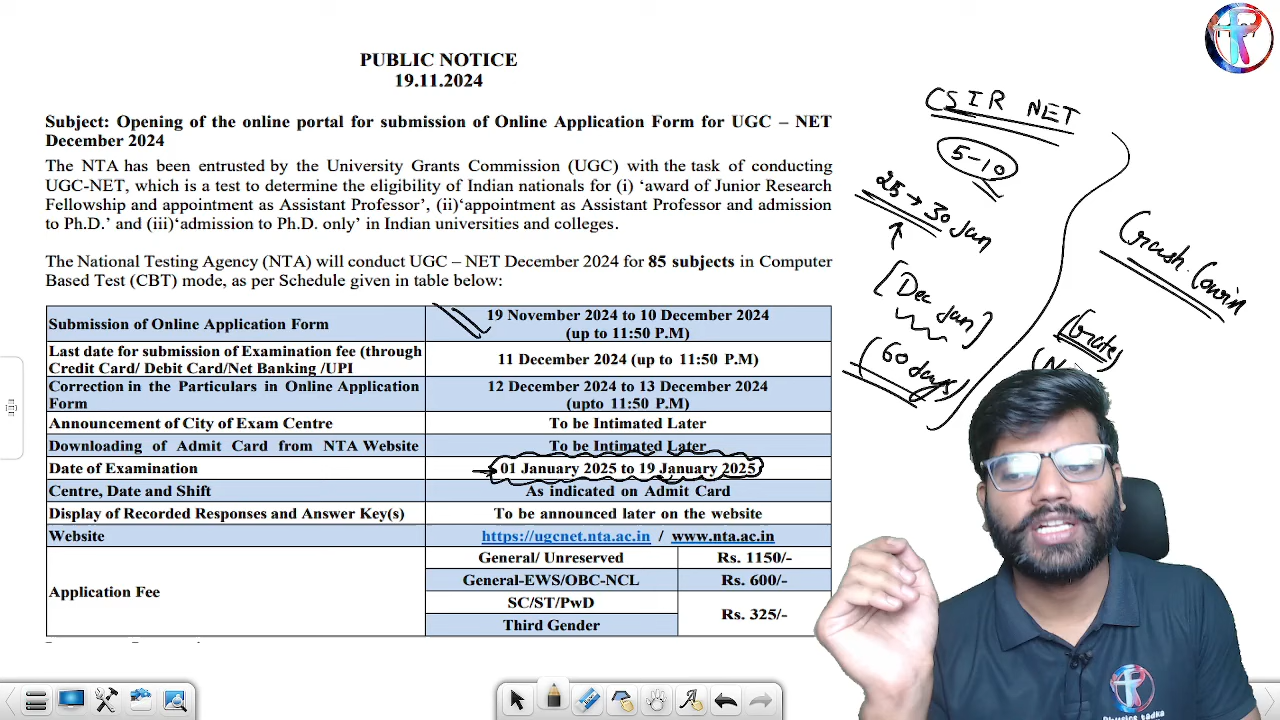 PUBLIC NOTICE
19.11.2024
Subject: Opening of the online portal for submission of Online Application Form for UGC – NET
December 2024
The NTA has been entrusted by the University Grants Commission (UGC) with the task of conducting
UGC-NET, which is a test to determine the eligibility of Indian nationals for (i) ‘award of Junior Research
Fellowship and appointment as Assistant Professor’, (ii)‘appointment as Assistant Professor and admission
to Ph.D.’ and (iii)‘admission to Ph.D. only’ in Indian universities and colleges.
The National Testing Agency (NTA) will conduct UGC – NET December 2024 for 85 subjects in Computer
Based Test (CBT) mode, as per Schedule given in table below:
Submission of Online Application Form
19 November 2024 to 10 December 2024
(up to 11:50 P.M)
Last date for submission of Examination fee (through
Credit Card/ Debit Card/Net Banking /UPI
11 December 2024 (up to 11:50 P.M)
Correction in the Particulars in Online Application
Form
12 December 2024 to 13 December 2024
(upto 11:50 P.M)
Announcement of City of Exam Centre
To be Intimated Later
Downloading of Admit Card from NTA Website
To be Intimated Later
Date of Examination
01 January 2025 to 19 January 2025
Centre, Date and Shift
As indicated on Admit Card
Display of Recorded Responses and Answer Key(s)
To be announced later on the website
Website
https://ugcnet.nta.ac.in / www.nta.ac.in
Application Fee
General/ Unreserved
Rs. 1150/-
General-EWS/OBC-NCL
Rs. 600/-
SC/ST/PwD
Third Gender
Rs. 325/-
CSIR NET
5-10
25 → 30 Jan
[Dec Jan]
(60 days)
Crash
(Gate)
Physics Tadka